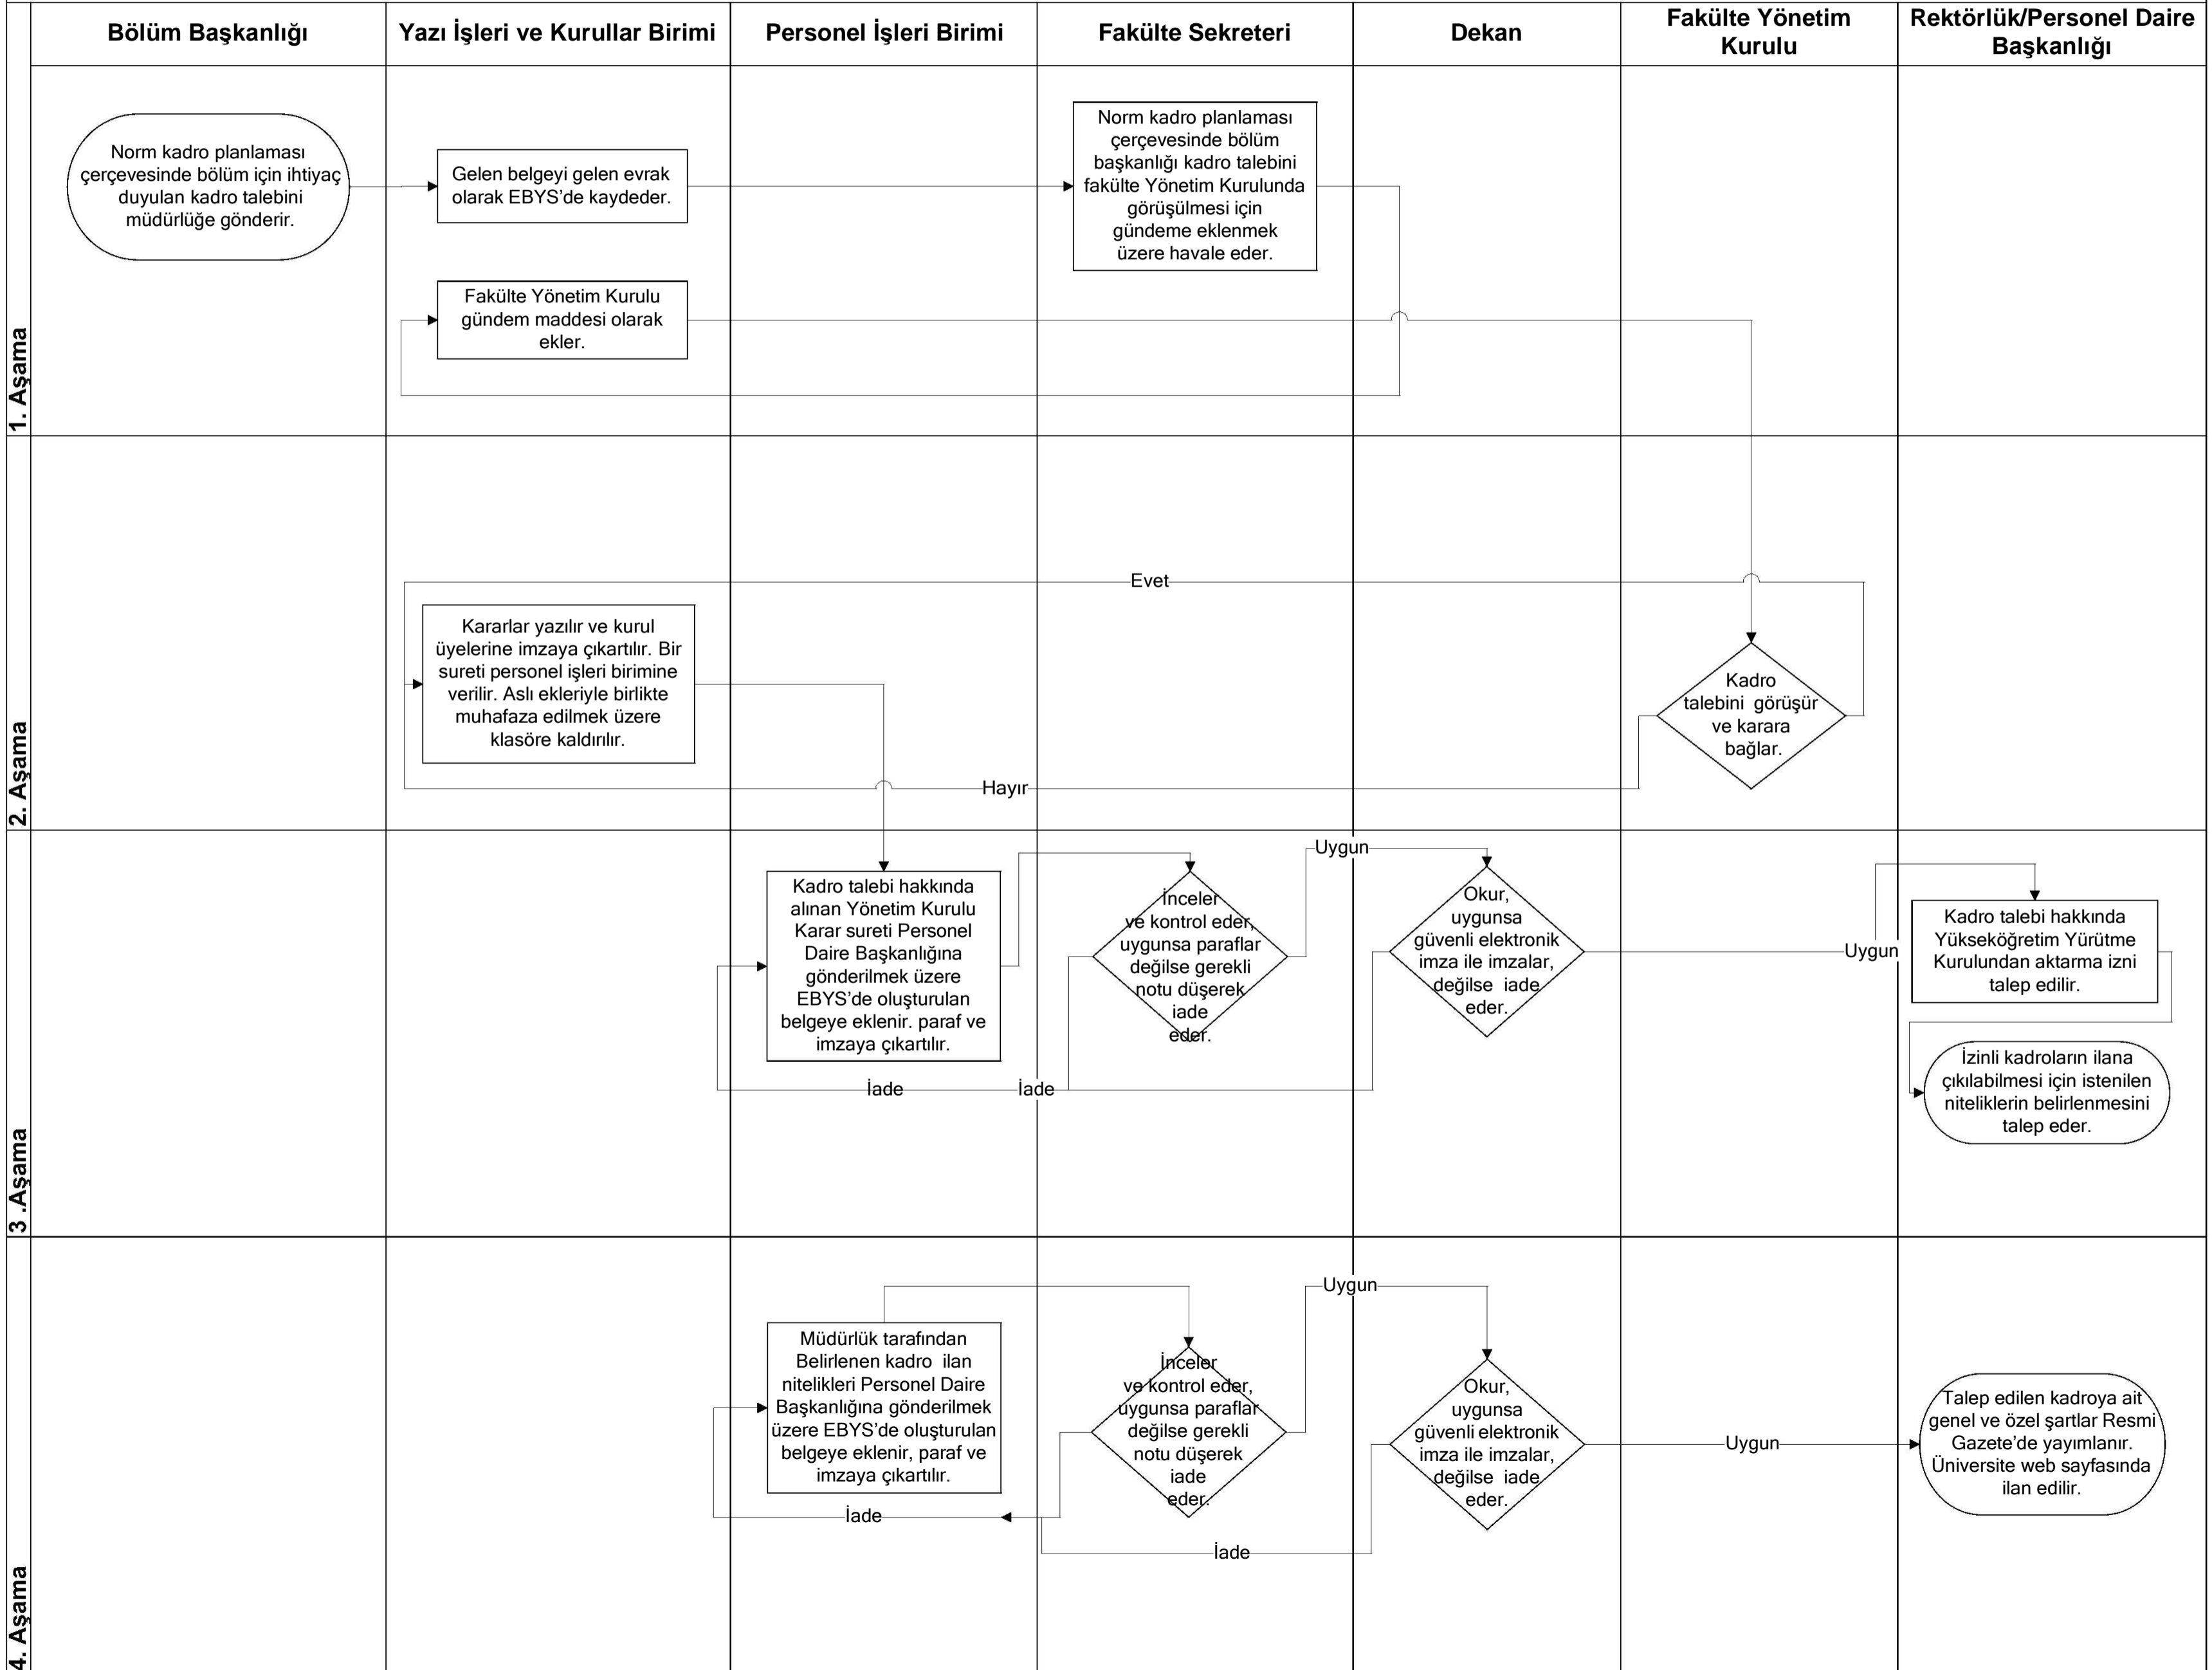 Bölüm Başkanlığı
Yazı İşleri ve Kurullar Birimi
Personel İşleri Birimi
Fakülte Sekreteri
Dekan
Fakülte Yönetim
Kurulu
Rektörlük/Personel Daire
Başkanlığı
1. Aşama
Norm kadro planlaması
çerçevesinde bölüm için ihtiyaç
duyulan kadro talebini
müdürlüğe gönderir.
Gelen belgeyi gelen evrak
olarak EBYS'de kaydeder.
Norm kadro planlaması
çerçevesinde bölüm
başkanlığı kadro talebini
fakülte Yönetim Kurulunda
görüşülmesi için
gündeme eklenmek
üzere havale eder.
Fakülte Yönetim Kurulu
gündem maddesi olarak
ekler.
2. Aşama
Evet
Kararlar yazılır ve kurul
üyelerine imzaya çıkartılır. Bir
sureti personel işleri birimine
verilir. Aslı ekleriyle birlikte
muhafaza edilmek üzere
klasöre kaldırılır.
Kadro
talebini görüşür
ve karara
bağlar.
Hayır
3 .Aşama
Kadro talebi hakkında
alınan Yönetim Kurulu
Karar sureti Personel
Daire Başkanlığına
gönderilmek üzere
EBYS'de oluşturulan
belgeye eklenir. paraf ve
imzaya çıkartılır.
İnceler
ve kontrol eder,
uygunsa paraflar
değilse gerekli
notu düşerek
iade
eder.
Uygun
Okur,
uygunsa
güvenli elektronik
imza ile imzalar,
değilse iade
eder.
Uygun
Kadro talebi hakkında
Yükseköğretim Yürütme
Kurulundan aktarma izni
talep edilir.
İzinli kadroların ilana
çıkılabilmesi için istenilen
niteliklerin belirlenmesini
talep eder.
İade
İade
4. Aşama
Müdürlük tarafından
Belirlenen kadro ilan
nitelikleri Personel Daire
Başkanlığına gönderilmek
üzere EBYS'de oluşturulan
belgeye eklenir, paraf ve
imzaya çıkartılır.
İnceler
ve kontrol eder,
uygunsa paraflar
değilse gerekli
notu düşerek
iade
eder.
Uygun
Okur,
uygunsa
güvenli elektronik
imza ile imzalar,
değilse iade
eder.
Uygun
Talep edilen kadroya ait
genel ve özel şartlar Resmi
Gazete'de yayımlanır.
Üniversite web sayfasında
ilan edilir.
İade
İade